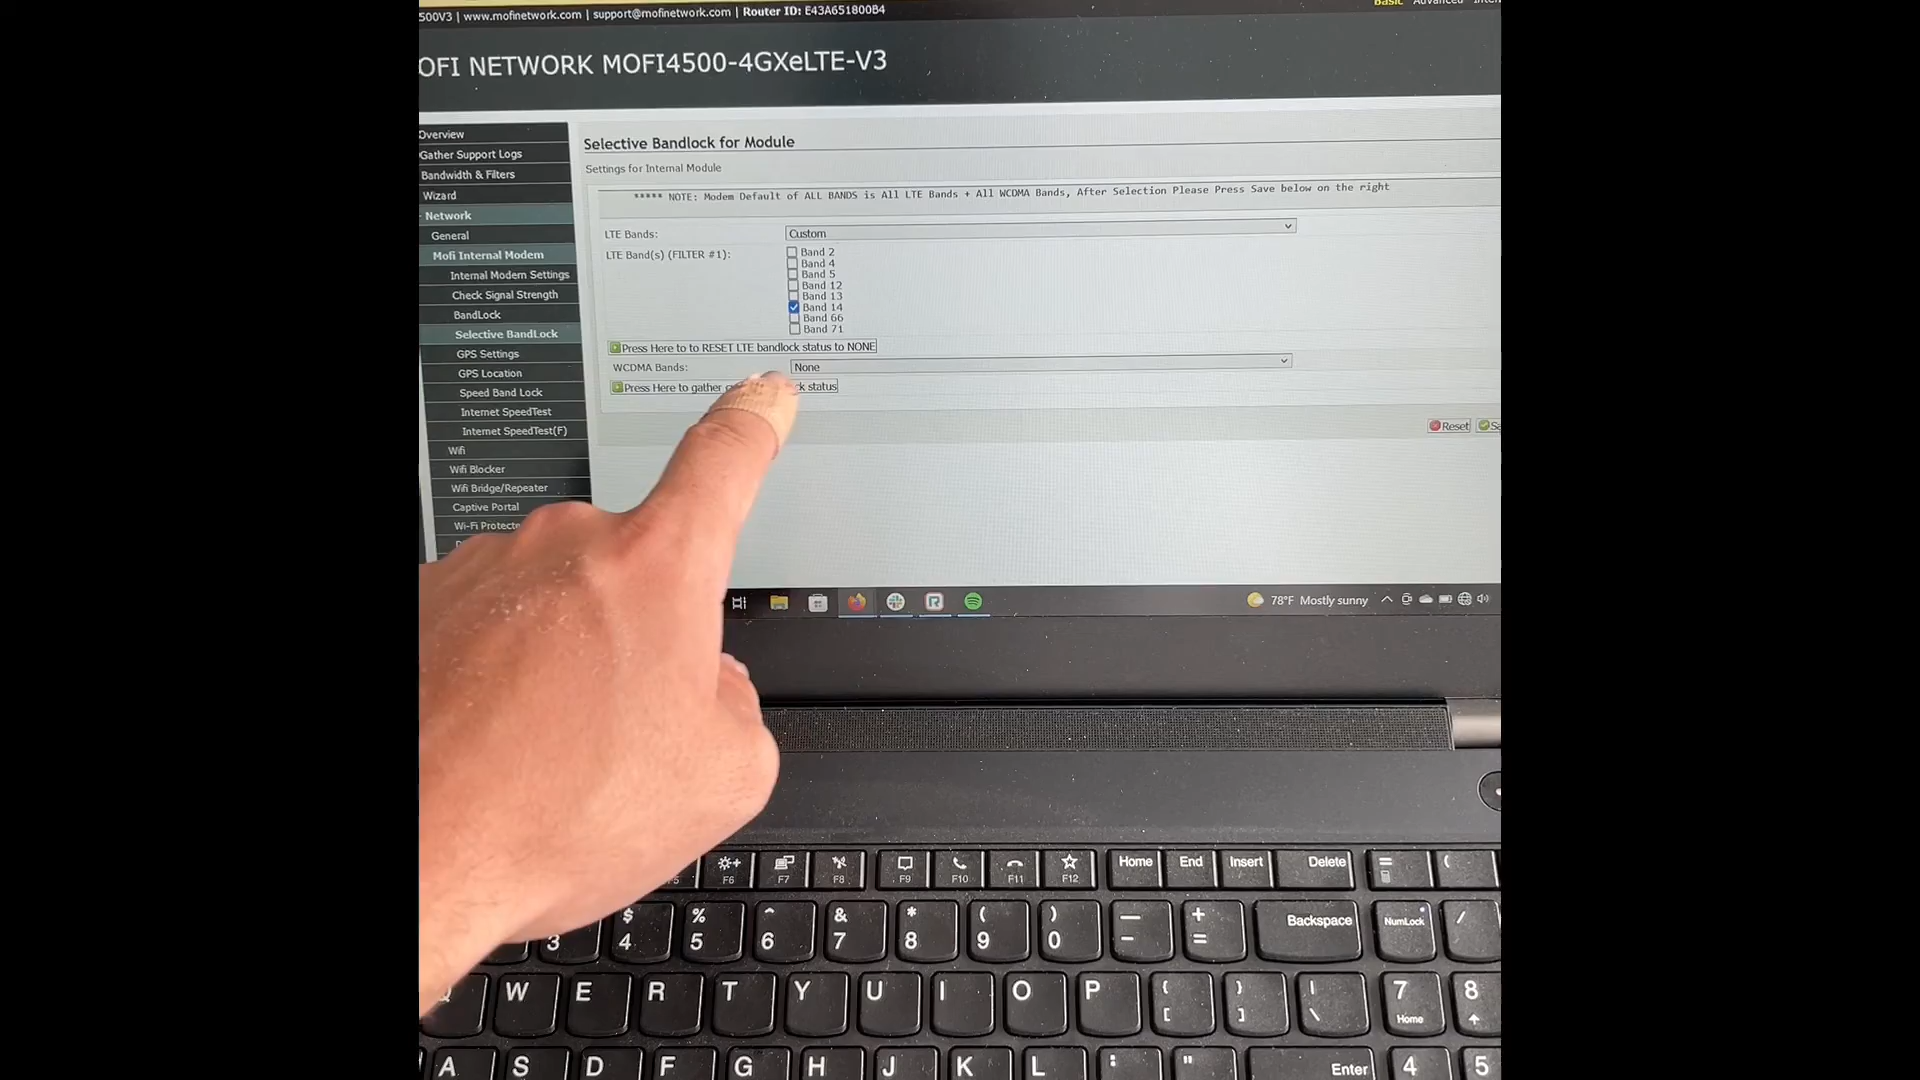 500V3 | www.mofinetwork.com | support@mofinetwork.com | Router ID: E43A651800B4
Basic Advanced
OFI NETWORK MOFI4500-4GXeLTE-V3
Overview
Gather Support Logs
Bandwidth & Filters
Wizard
- Network
General
Mofi Internal Modem
Internal Modem Settings
Check Signal Strength
BandLock
Selective BandLock
GPS Settings
GPS Location
Speed Band Lock
Internet SpeedTest
Internet SpeedTest(F)
Wifi
Wifi Blocker
Wifi Bridge/Repeater
Captive Portal
Wi-Fi Protecte
Selective Bandlock for Module
Settings for Internal Module
***** NOTE: Modem Default of ALL BANDS is All LTE Bands + All WCDMA Bands, After Selection Please Press Save below on the right
LTE Bands: Custom
LTE Band(s) (FILTER #1): Band 2
Band 4
Band 5
Band 12
Band 13
Band 14
Band 66
Band 71
Press Here to to RESET LTE bandlock status to NONE
WCDMA Bands: None
Press Here to gather ck status
Reset Sa
78°F Mostly sunny
F6 F7 F8 F9 F10 F11 F12 Home End Insert Delete = (
$ % ^ & * ( ) — + Backspace NumLock /
3 4 5 6 7 8 9 0 - =
W E R T Y U I O P { } | 7 8
[ ] \ Home
A S D F G H J K L : " Enter 4 5